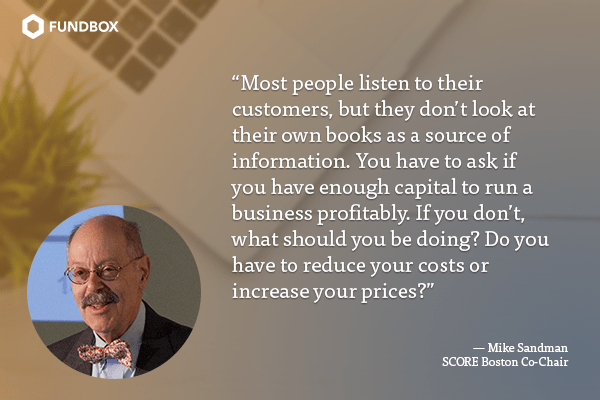 FUNDBOX
“Most people listen to their
customers, but they don’t look at
their own books as a source of
information. You have to ask if
you have enough capital to run a
business profitably. If you don’t,
what should you be doing? Do you
have to reduce your costs or
increase your prices?”
— Mike Sandman
SCORE Boston Co-Chair